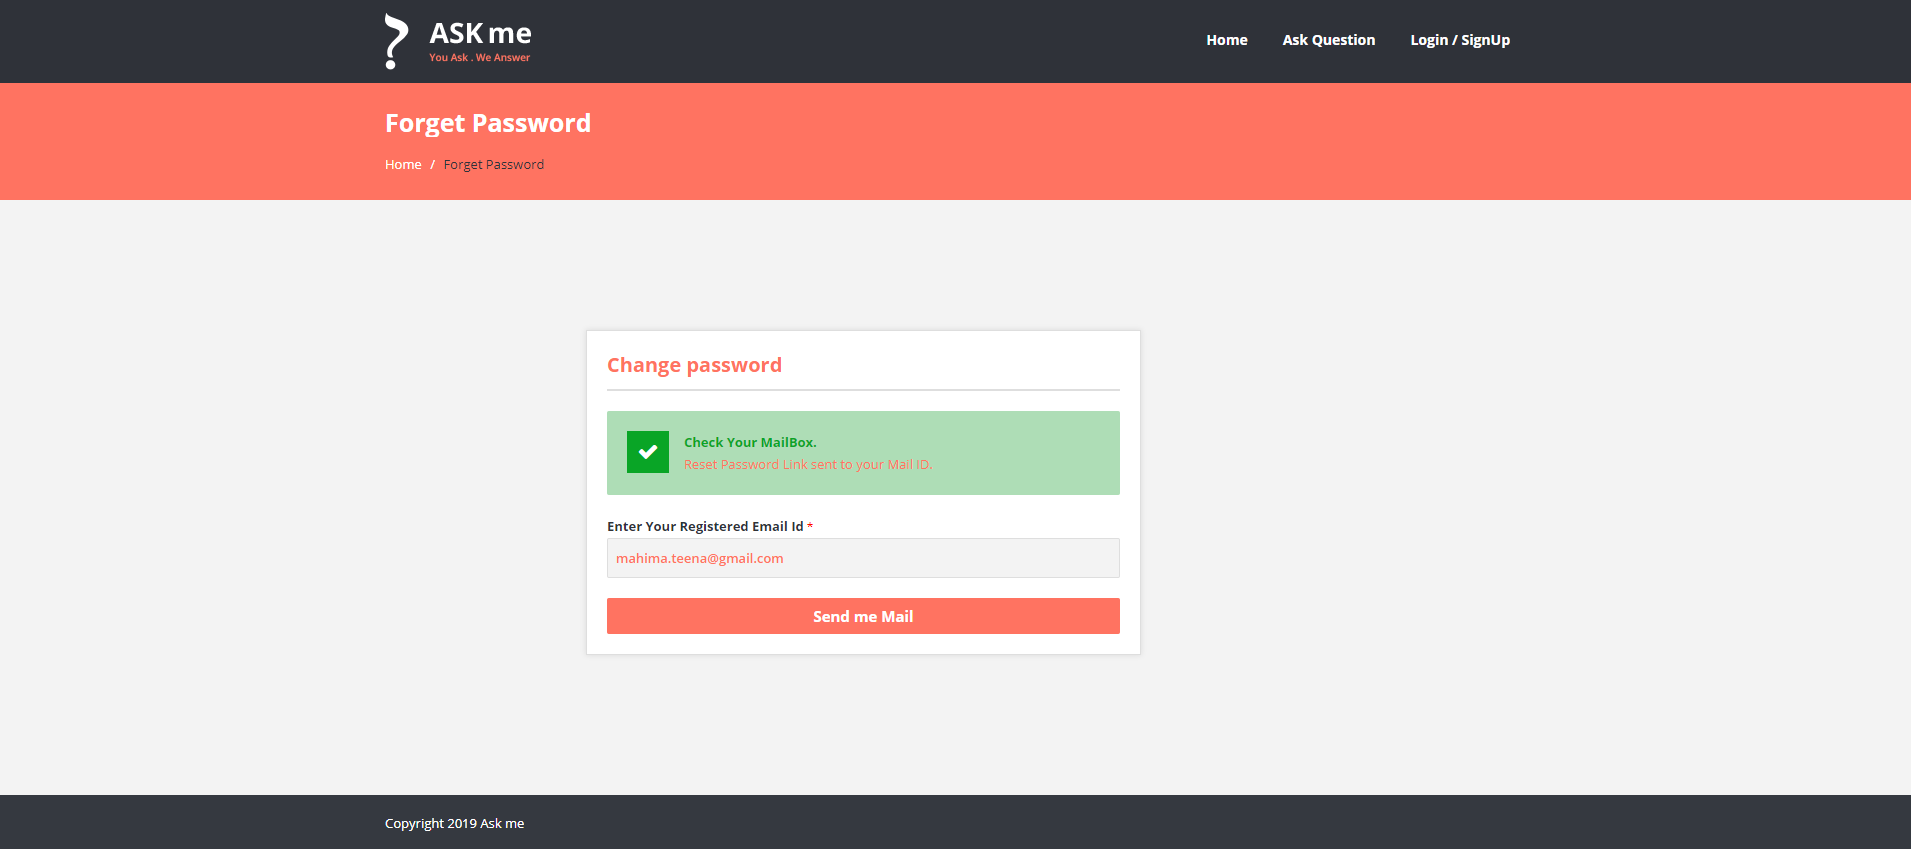 ASK me
You Ask . We Answer
Home Ask Question Login / SignUp
Forget Password
Home / Forget Password
Change password
Check Your MailBox.
Reset Password Link sent to your Mail ID.
Enter Your Registered Email Id *
mahima.teena@gmail.com
Send me Mail
Copyright 2019 Ask me